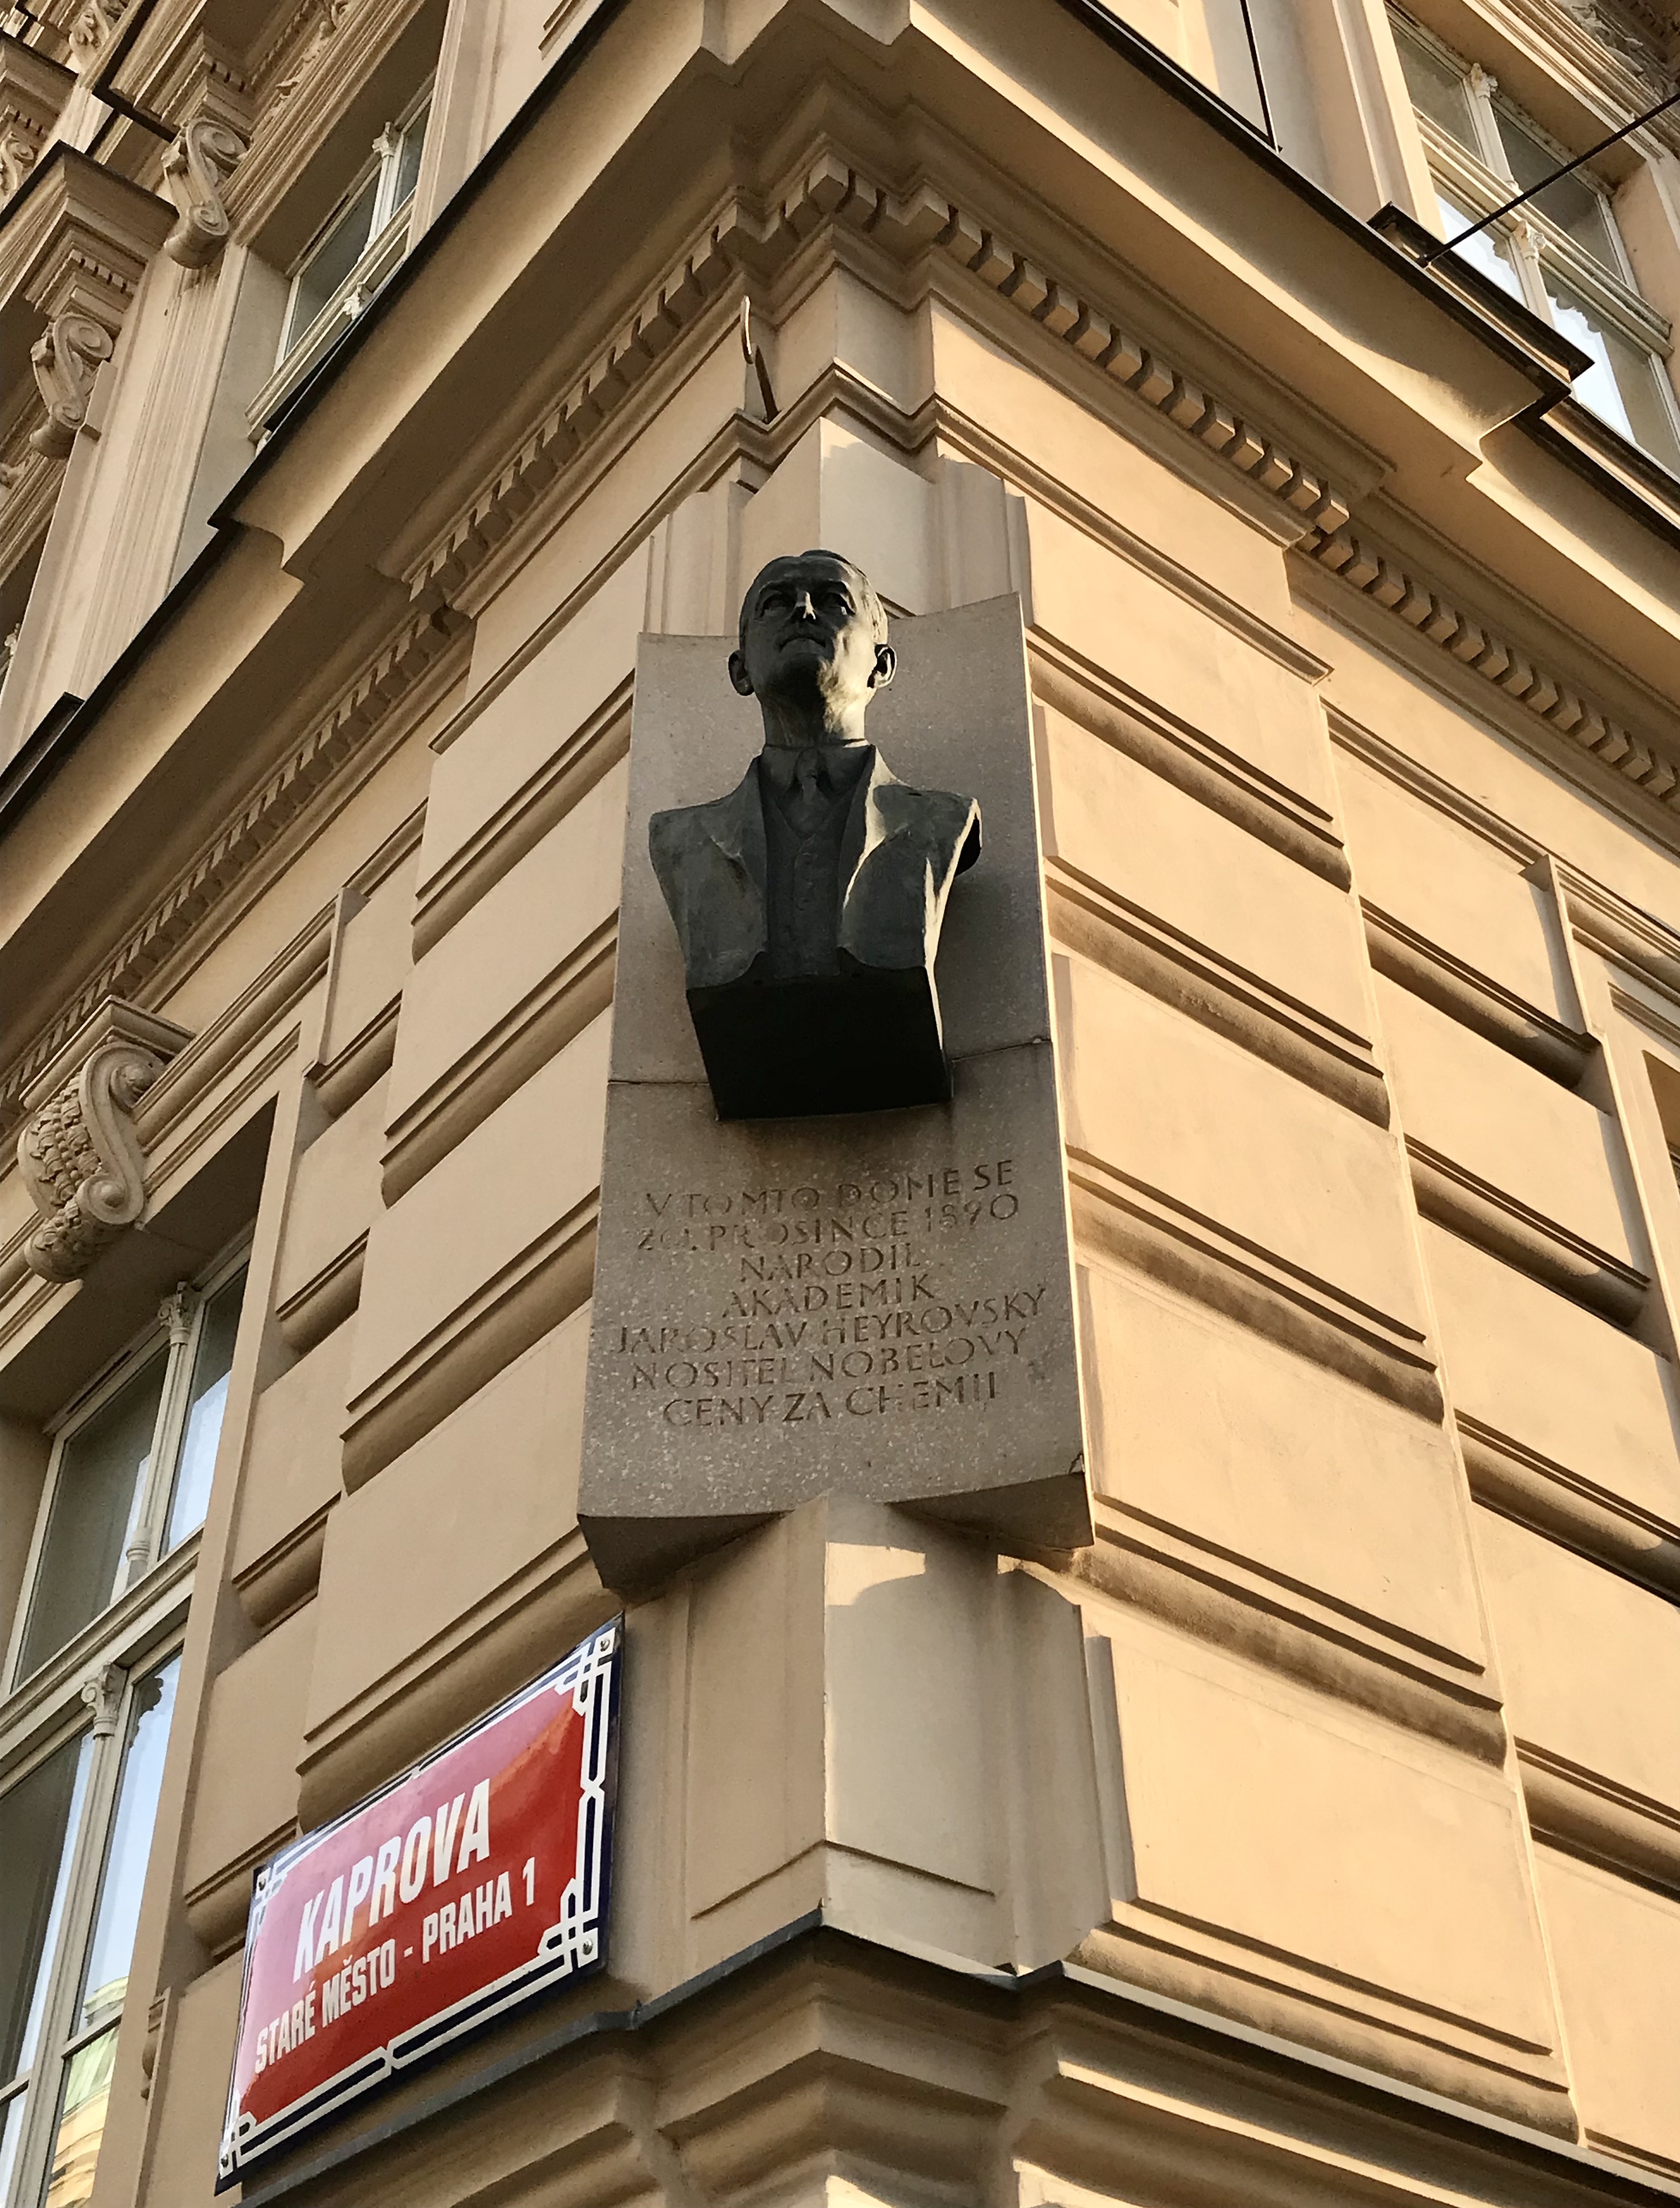 V TOMTO DOMĚ SE
20. PROSINCE 1890
NARODIL
AKADEMIK
JAROSLAV HEYROVSKÝ
NOSITEL NOBELOVY
CENY ZA CHEMII
KAPROVA
STARÉ MĚSTO - PRAHA 1